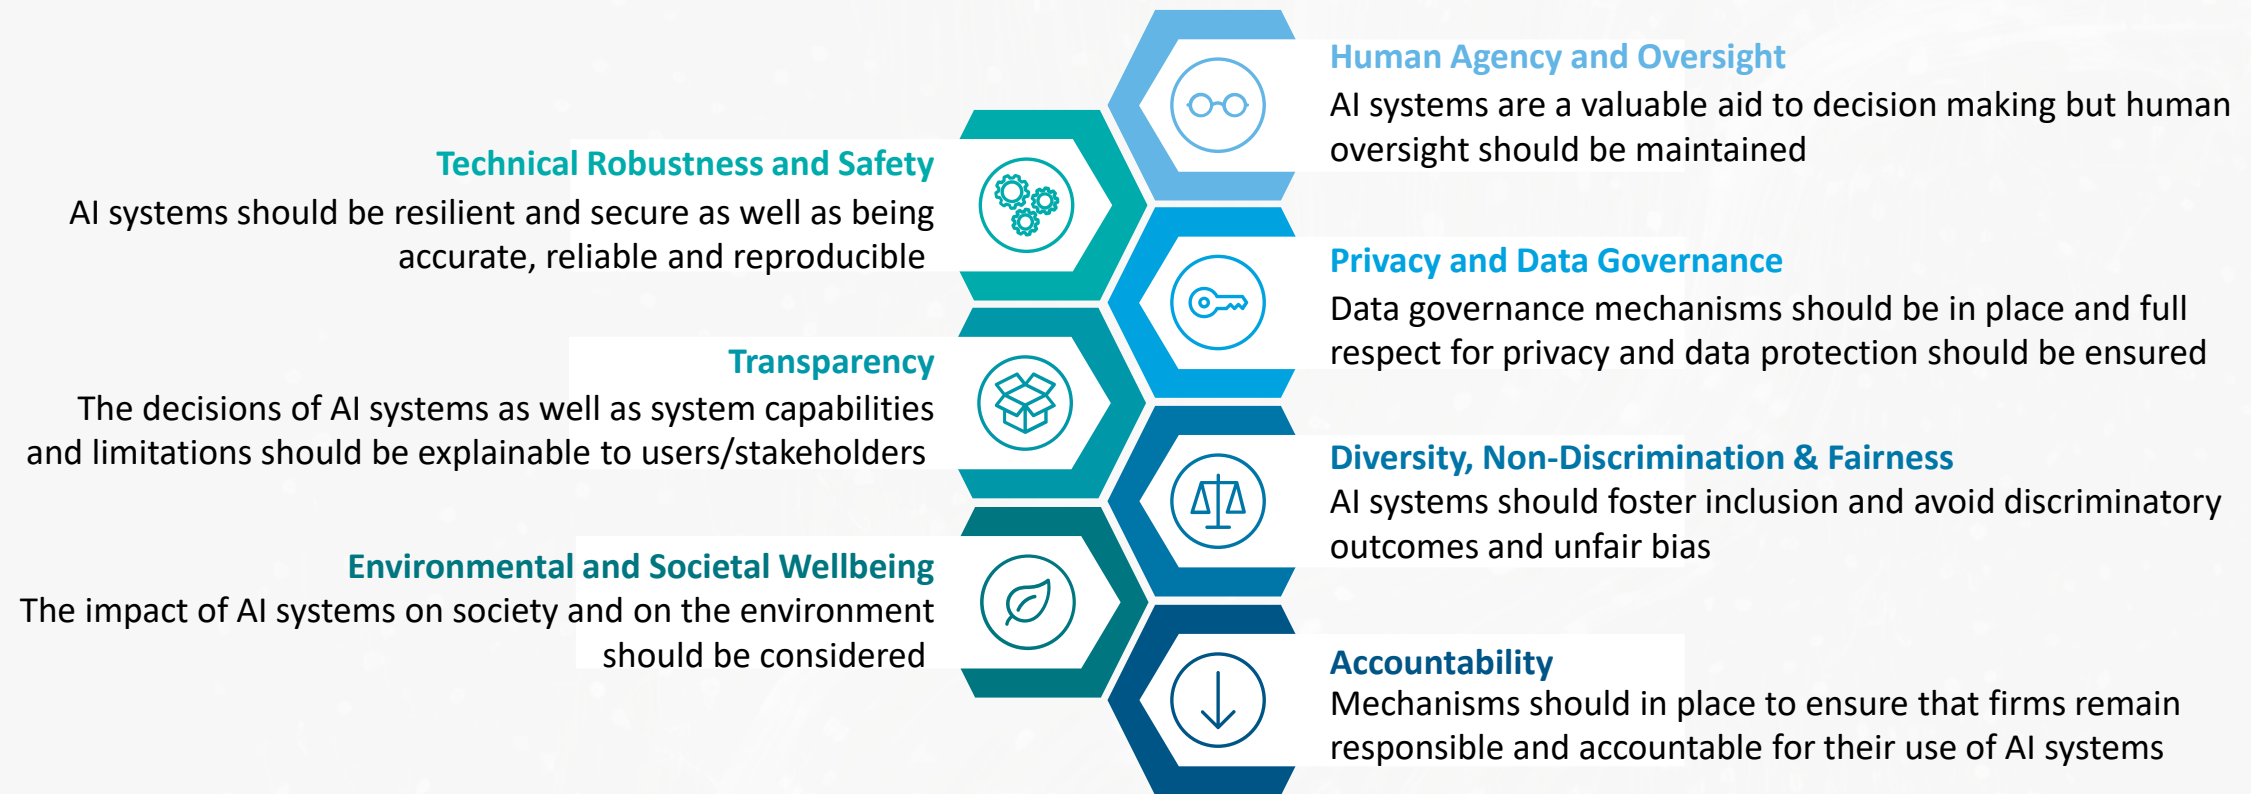 Human Agency and Oversight
AI systems are a valuable aid to decision making but human
oversight should be maintained
Technical Robustness and Safety
AI systems should be resilient and secure as well as being
accurate, reliable and reproducible
Privacy and Data Governance
Data governance mechanisms should be in place and full
respect for privacy and data protection should be ensured
Transparency
The decisions of AI systems as well as system capabilities
and limitations should be explainable to users/stakeholders
Diversity, Non-Discrimination & Fairness
AI systems should foster inclusion and avoid discriminatory
outcomes and unfair bias
Environmental and Societal Wellbeing
The impact of AI systems on society and on the environment
should be considered
Accountability
Mechanisms should in place to ensure that firms remain
responsible and accountable for their use of AI systems